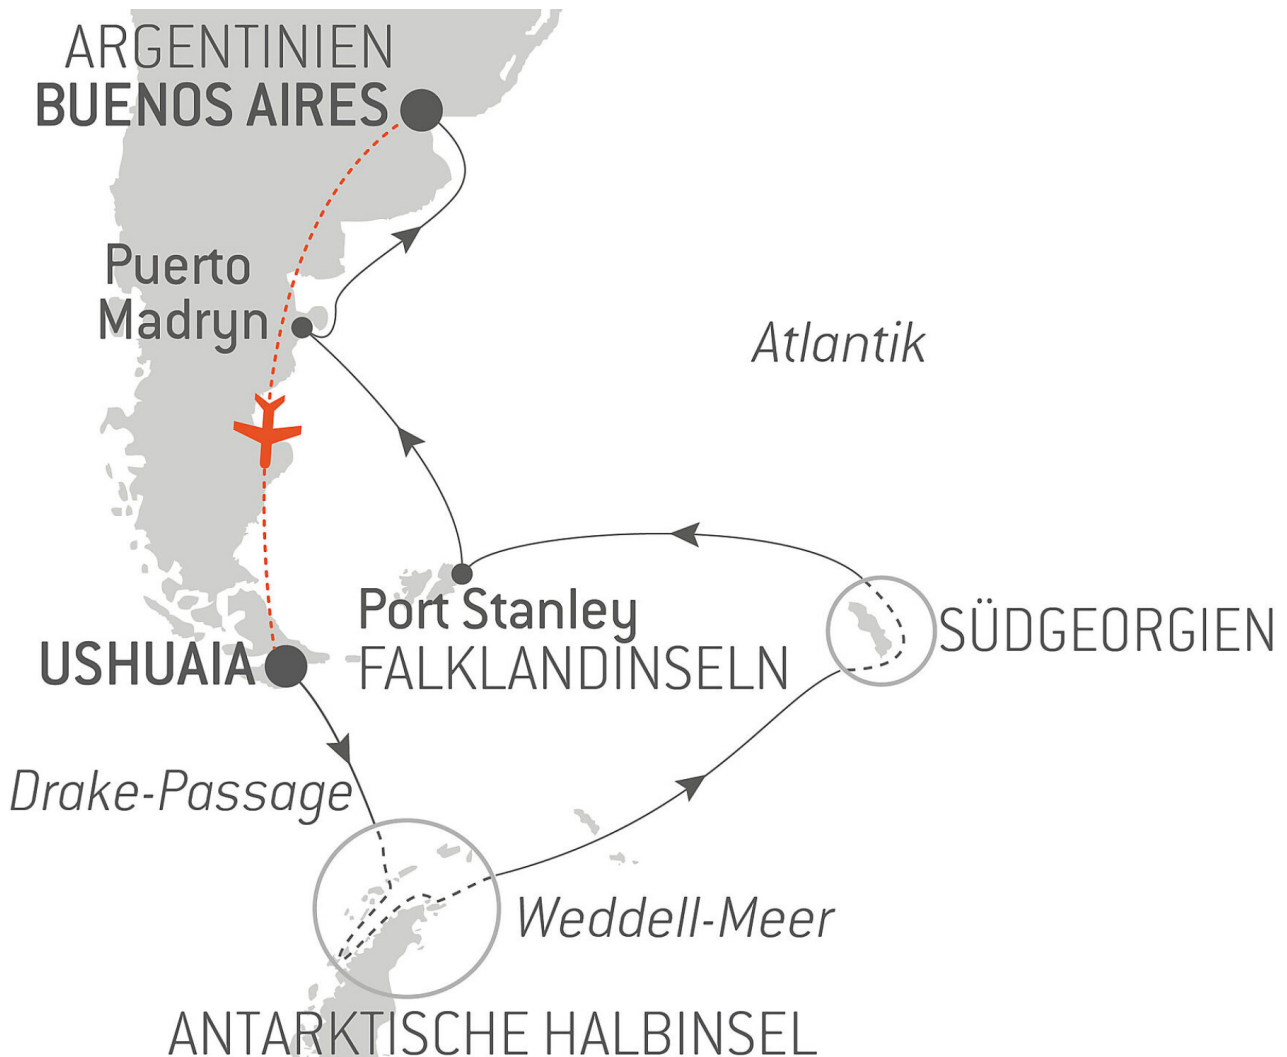 ARGENTINIEN
BUENOS AIRES
Puerto
Madryn
Atlantik
Port Stanley
FALKLANDINSELN
SÜDGEORGIEN
USHUAIA
Drake-Passage
Weddell-Meer
ANTARKTISCHE HALBINSEL